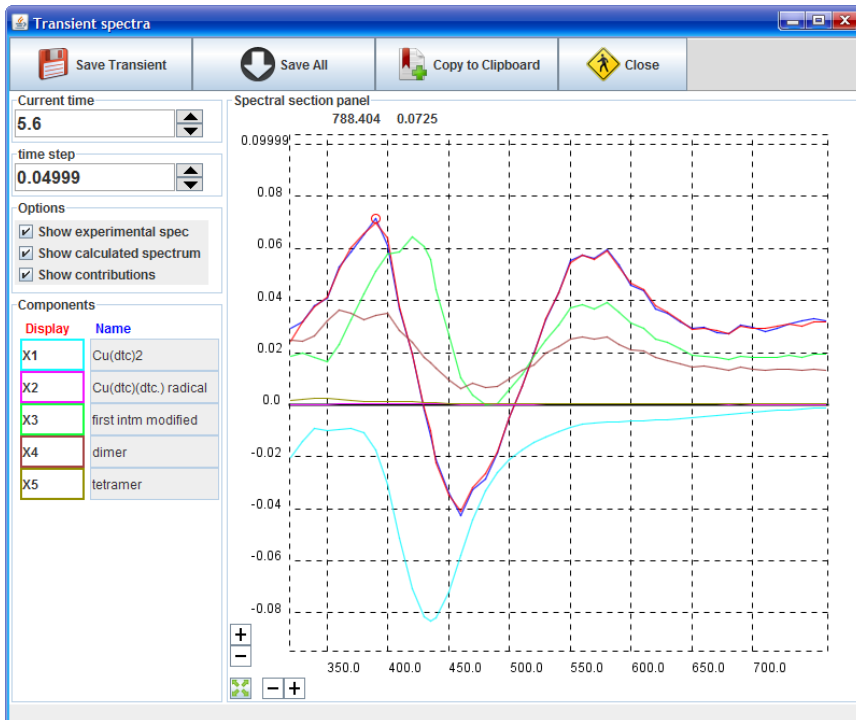 Transient spectra
Save Transient Save All Copy to Clipboard Close
Current time
5.6
time step
0.04999
Options
Show experimental spec
Show calculated spectrum
Show contributions
Components
Display Name
X1 Cu(dtc)2
X2 Cu(dtc)(dtc.) radical
X3 first intm modified
X4 dimer
X5 tetramer
Spectral section panel
788.404 0.0725
0.09999
0.08
0.06
0.04
0.02
0.0
-0.02
-0.04
-0.06
-0.08
350.0 400.0 450.0 500.0 550.0 600.0 650.0 700.0